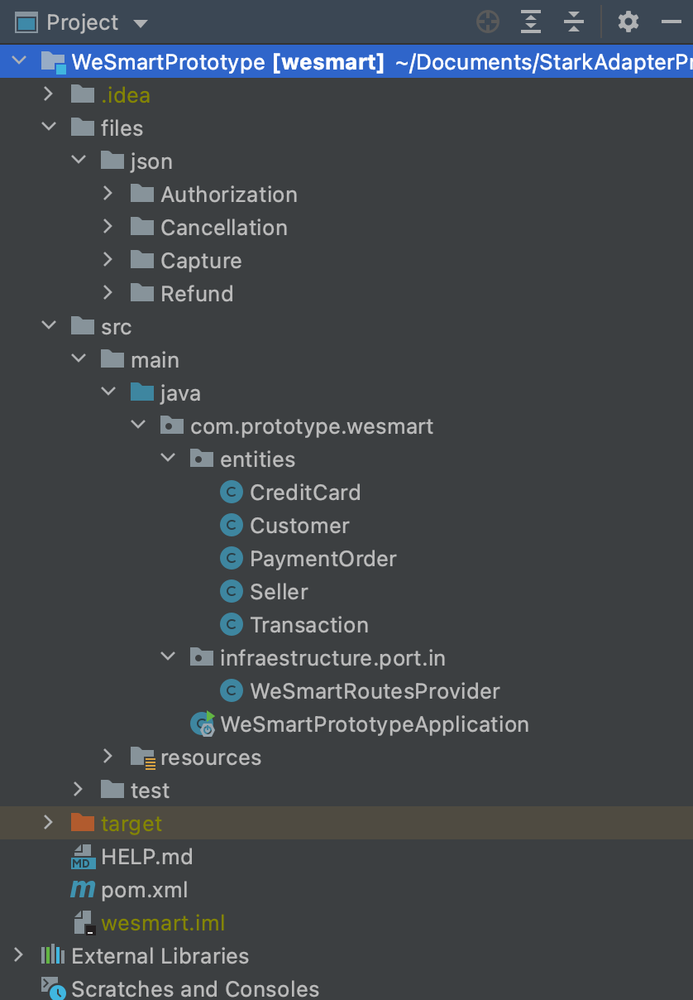 Project
WeSmartPrototype [wesmart] ~/Documents/StarkAdapterPr
.idea
files
json
Authorization
Cancellation
Capture
Refund
src
main
java
com.prototype.wesmart
entities
C CreditCard
C Customer
C PaymentOrder
C Seller
C Transaction
infraestructure.port.in
C WeSmartRoutesProvider
WeSmartPrototypeApplication
resources
test
target
MD HELP.md
m pom.xml
wesmart.iml
External Libraries
Scratches and Consoles